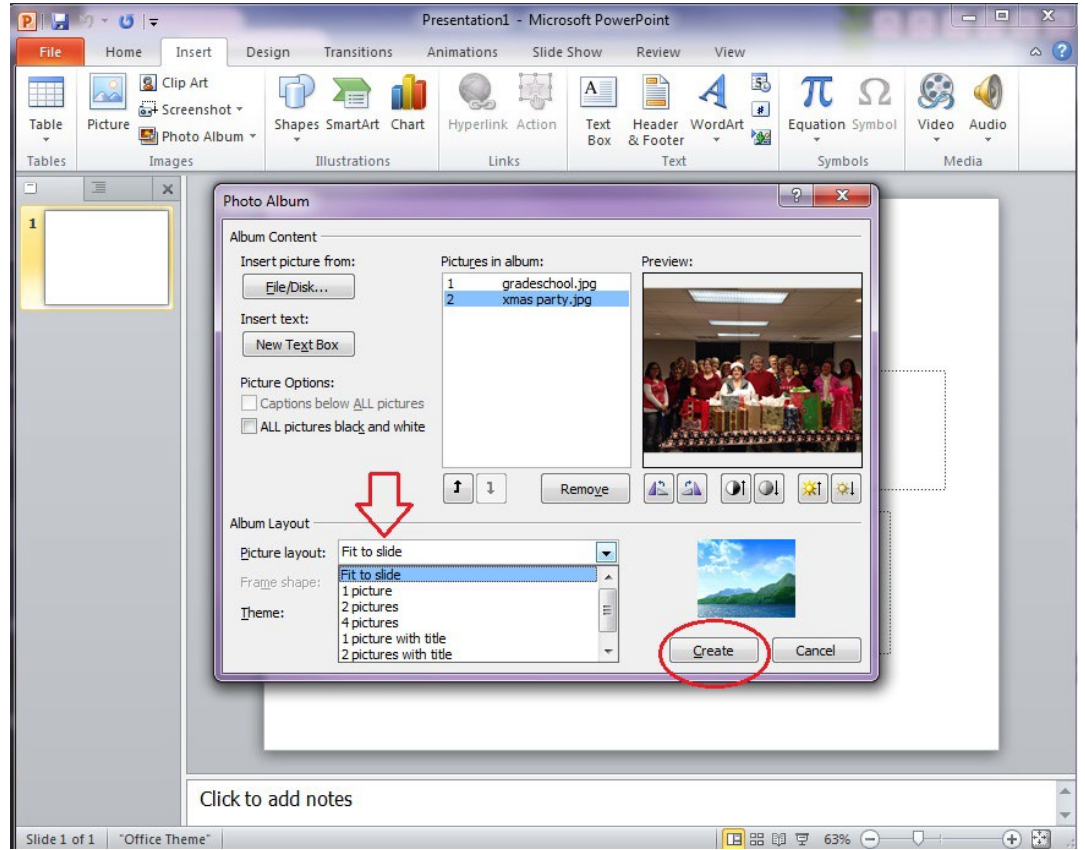 Presentation1 - Microsoft PowerPoint
File Home Insert Design Transitions Animations Slide Show Review View
Table
Picture
Clip Art
Screenshot
Photo Album
Shapes SmartArt Chart
Hyperlink Action
Text Box
Header & Footer
WordArt
Equation Symbol
Video Audio
Tables Images Illustrations Links Text Symbols Media
1
Photo Album
Album Content
Insert picture from:
File/Disk...
Insert text:
New Text Box
Picture Options:
Captions below ALL pictures
ALL pictures black and white
Pictures in album:
1 gradeschool.jpg
2 xmas party.jpg
Remove
Preview:
Album Layout
Picture layout: Fit to slide
Frame shape:
Theme:
Fit to slide
1 picture
2 pictures
4 pictures
1 picture with title
2 pictures with title
Create Cancel
Click to add notes
Slide 1 of 1 "Office Theme" 63%